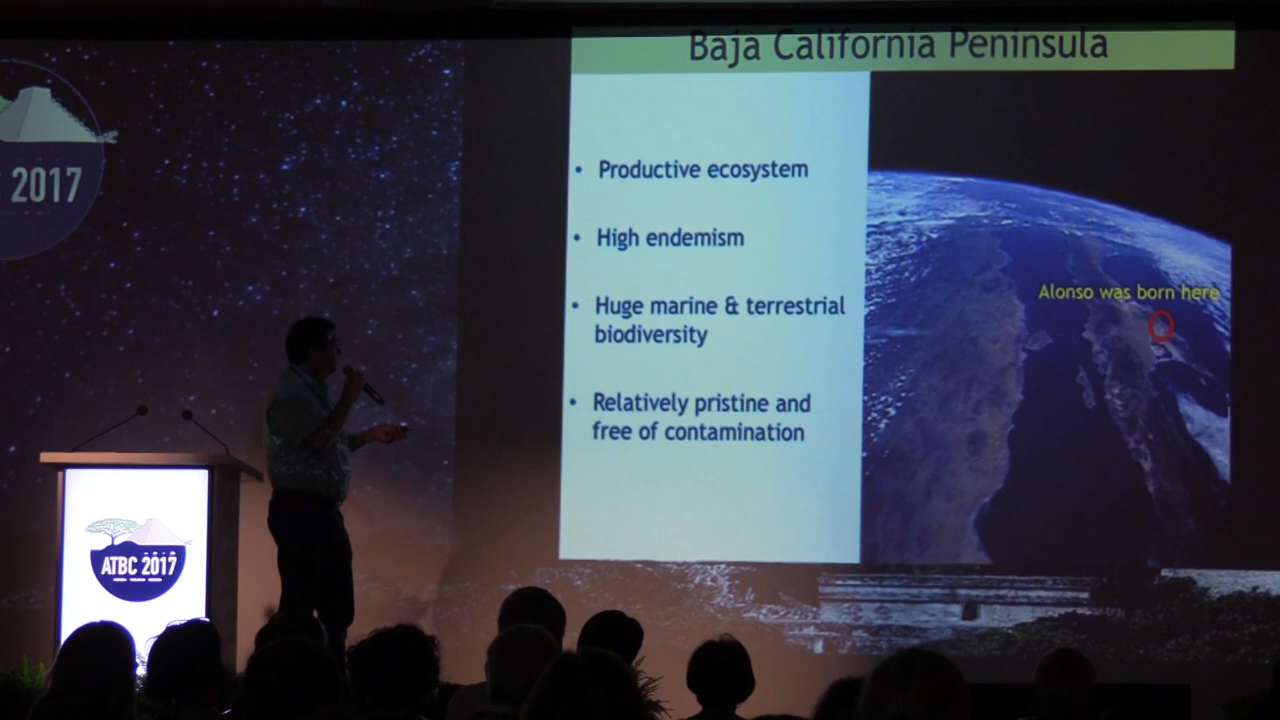 Baja California Peninsula
C 2017
• Productive ecosystem
• High endemism
• Huge marine & terrestrial
biodiversity
Alonso was born here
• Relatively pristine and
free of contamination
ATBC 2017